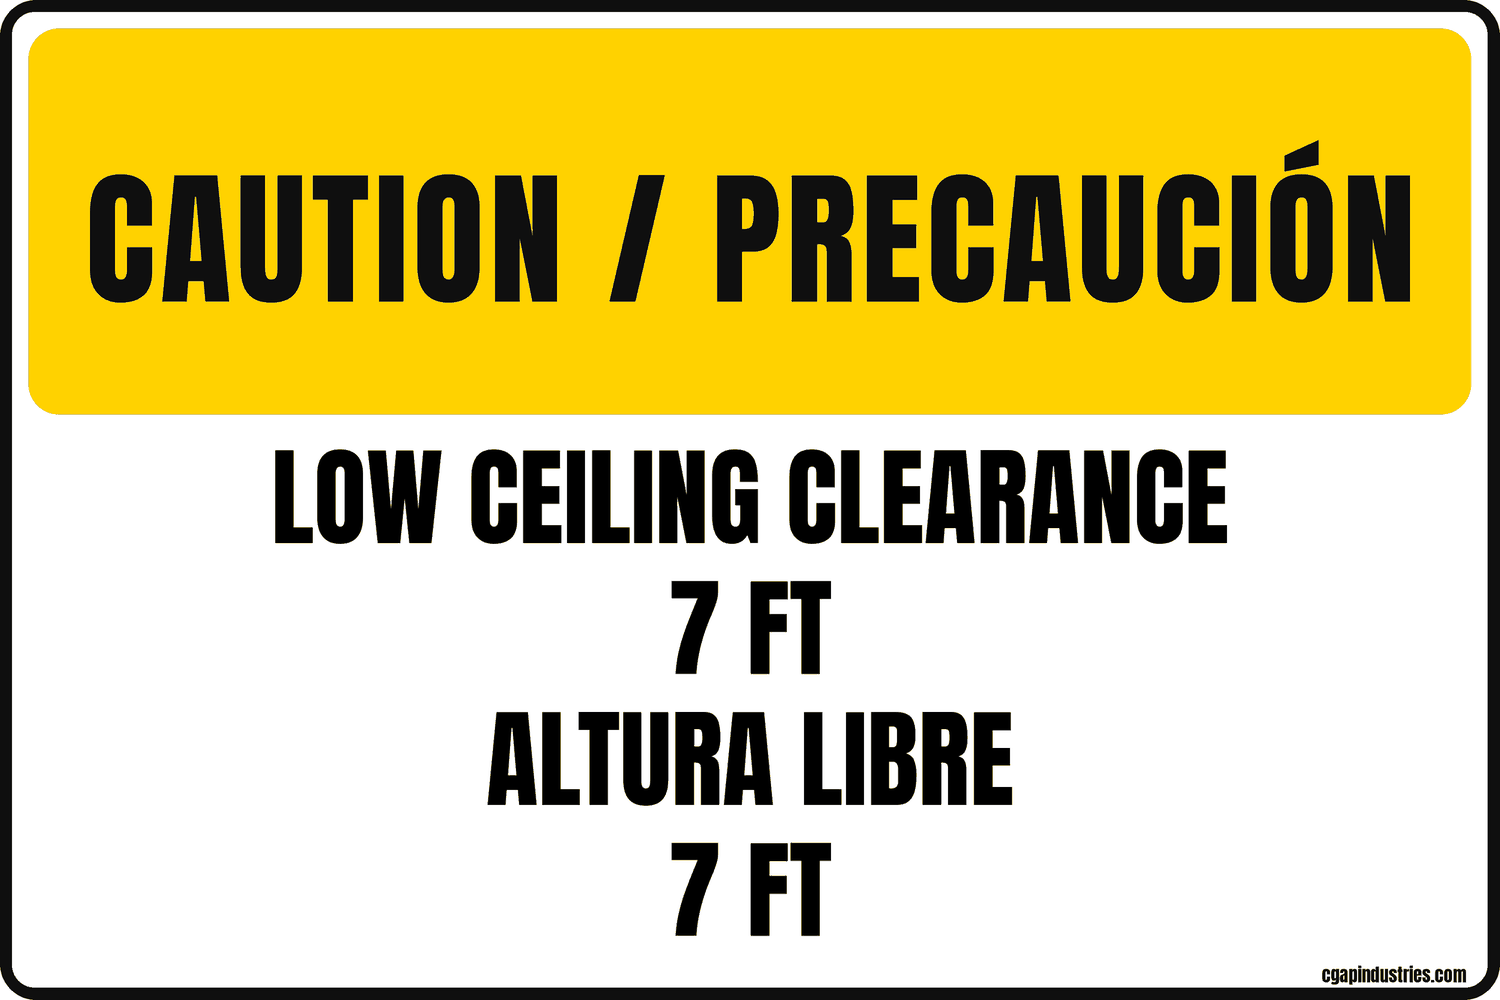 CAUTION / PRECAUCIÓN
LOW CEILING CLEARANCE
7 FT
ALTURA LIBRE
7 FT
cgapindustries.com